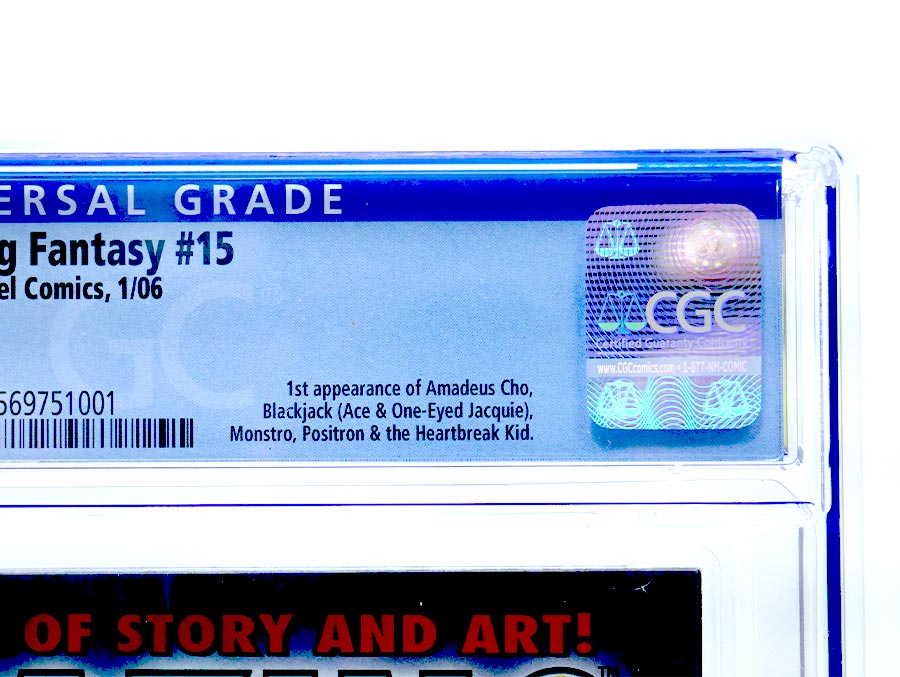 ERSAL GRADE
g Fantasy #15
el Comics, 1/06
CGC
569751001
1st appearance of Amadeus Cho,
Blackjack (Ace & One-Eyed Jacquie),
Monstro, Positron & the Heartbreak Kid.
CGC
Certified Guaranty Company
www.CGCcomics.com • 1-877-NM-COMIC
OF STORY AND ART!